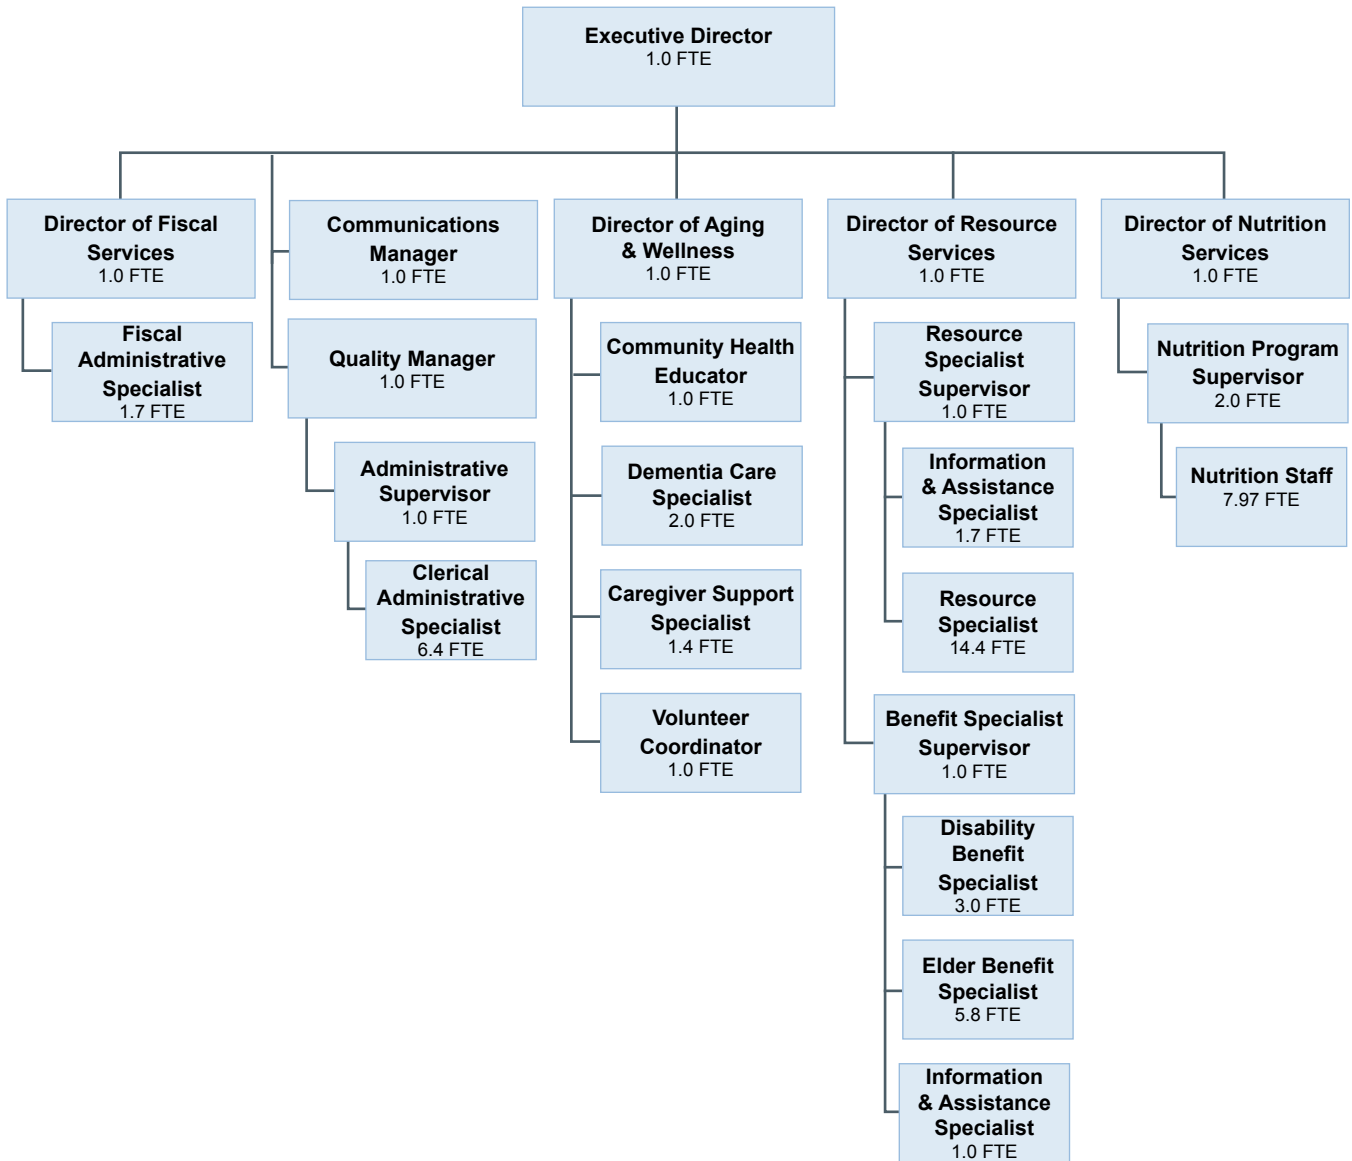 Executive Director
1.0 FTE
Director of Fiscal
Services
1.0 FTE
Fiscal
Administrative
Specialist
1.7 FTE
Communications
Manager
1.0 FTE
Quality Manager
1.0 FTE
Administrative
Supervisor
1.0 FTE
Clerical
Administrative
Specialist
6.4 FTE
Director of Aging
& Wellness
1.0 FTE
Community Health
Educator
1.0 FTE
Dementia Care
Specialist
2.0 FTE
Caregiver Support
Specialist
1.4 FTE
Volunteer
Coordinator
1.0 FTE
Director of Resource
Services
1.0 FTE
Resource
Specialist
Supervisor
1.0 FTE
Information
& Assistance
Specialist
1.7 FTE
Resource
Specialist
14.4 FTE
Benefit Specialist
Supervisor
1.0 FTE
Disability
Benefit
Specialist
3.0 FTE
Elder Benefit
Specialist
5.8 FTE
Information
& Assistance
Specialist
1.0 FTE
Director of Nutrition
Services
1.0 FTE
Nutrition Program
Supervisor
2.0 FTE
Nutrition Staff
7.97 FTE